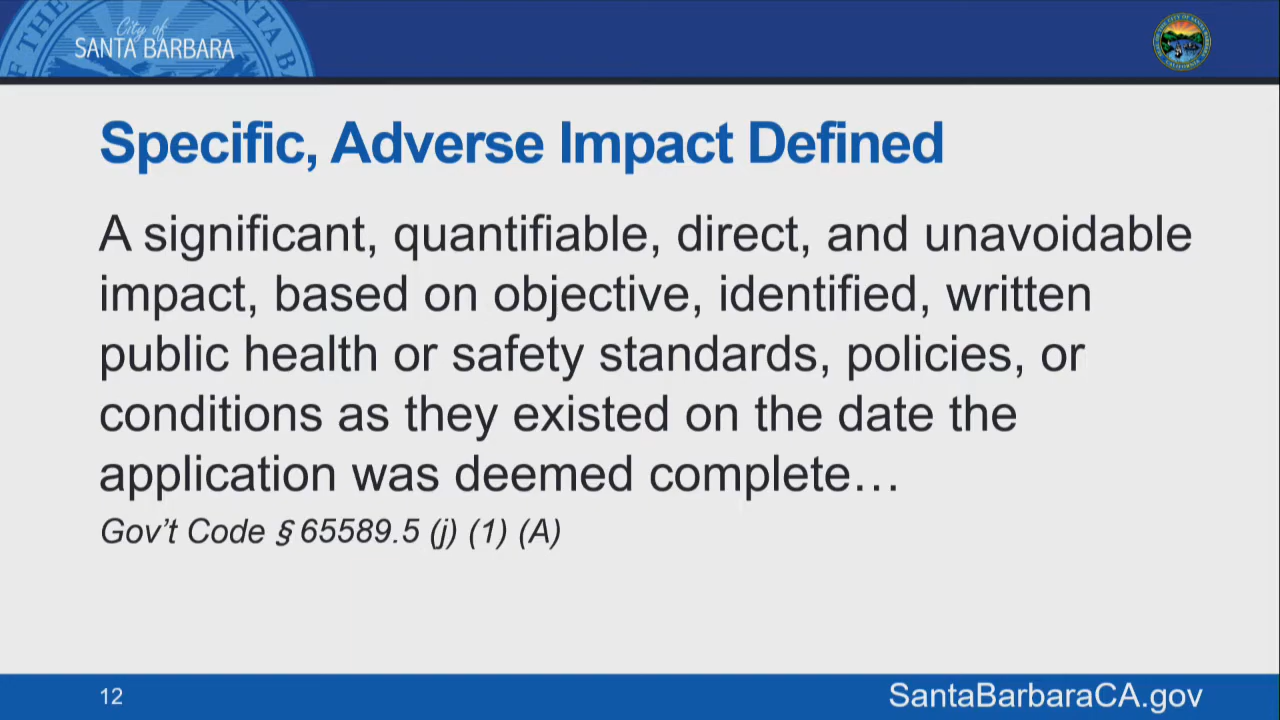 City of
SANTA BARBARA
Specific, Adverse Impact Defined
A significant, quantifiable, direct, and unavoidable
impact, based on objective, identified, written
public health or safety standards, policies, or
conditions as they existed on the date the
application was deemed complete…
Gov’t Code § 65589.5 (j) (1) (A)
12
SantaBarbaraCA.gov